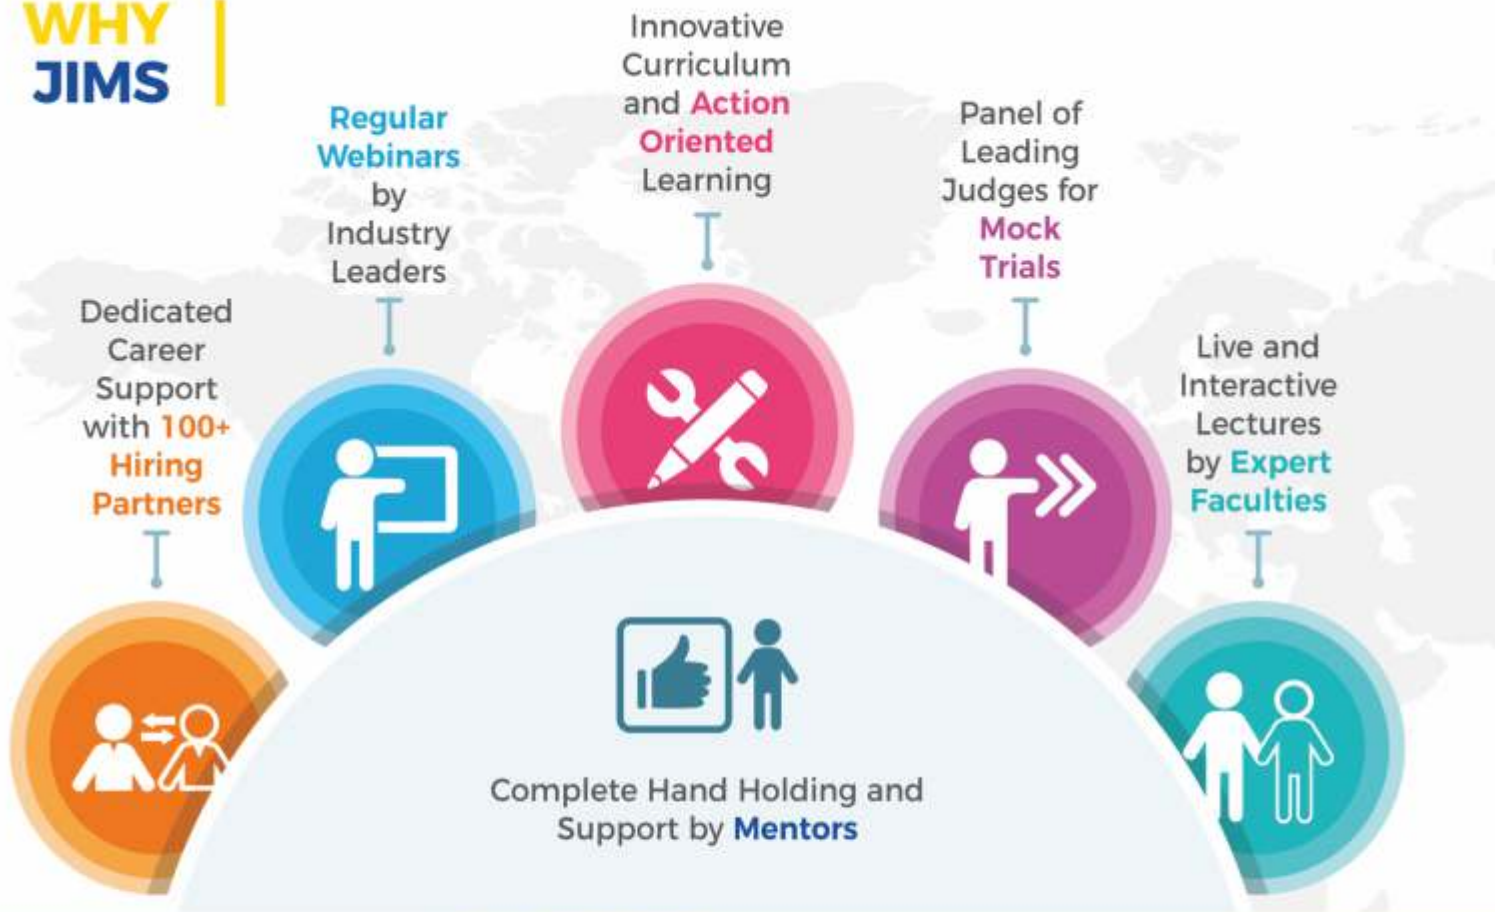 WHY
JIMS
Dedicated
Career
Support
with 100+
Hiring
Partners
Regular
Webinars
by
Industry
Leaders
Innovative
Curriculum
and Action
Oriented
Learning
Panel of
Leading
Judges for
Mock
Trials
Live and
Interactive
Lectures
by Expert
Faculties
Complete Hand Holding and
Support by Mentors